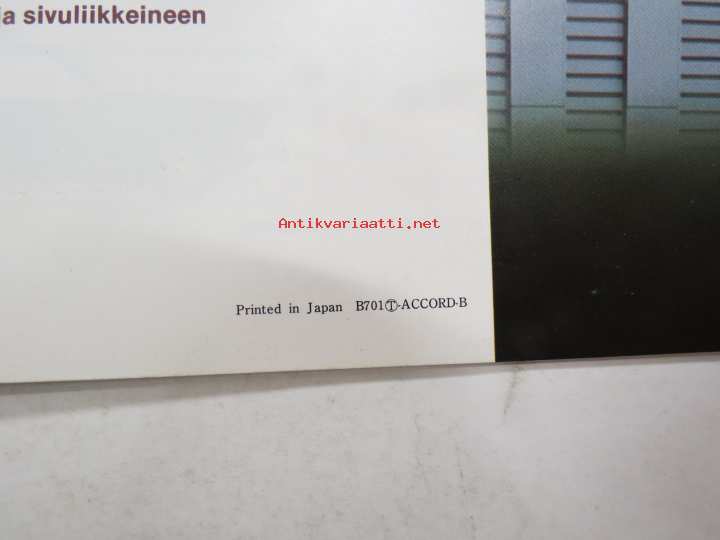 ja sivuliikkeineen
Antikvariaatti.net
Printed in Japan B701Ⓣ-ACCORD-B